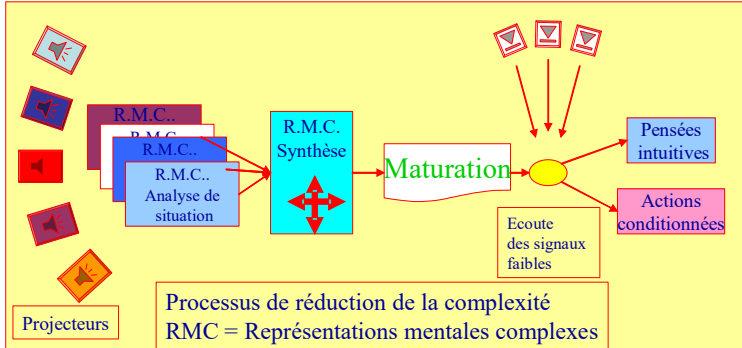 R.M.C..
R.M.C..
R.M.C..
R.M.C..
Analyse de
situation
R.M.C.
Synthèse
Maturation
Pensées
intuitives
Actions
conditionnées
Ecoute
des signaux
faibles
Projecteurs
Processus de réduction de la complexité
RMC = Représentations mentales complexes